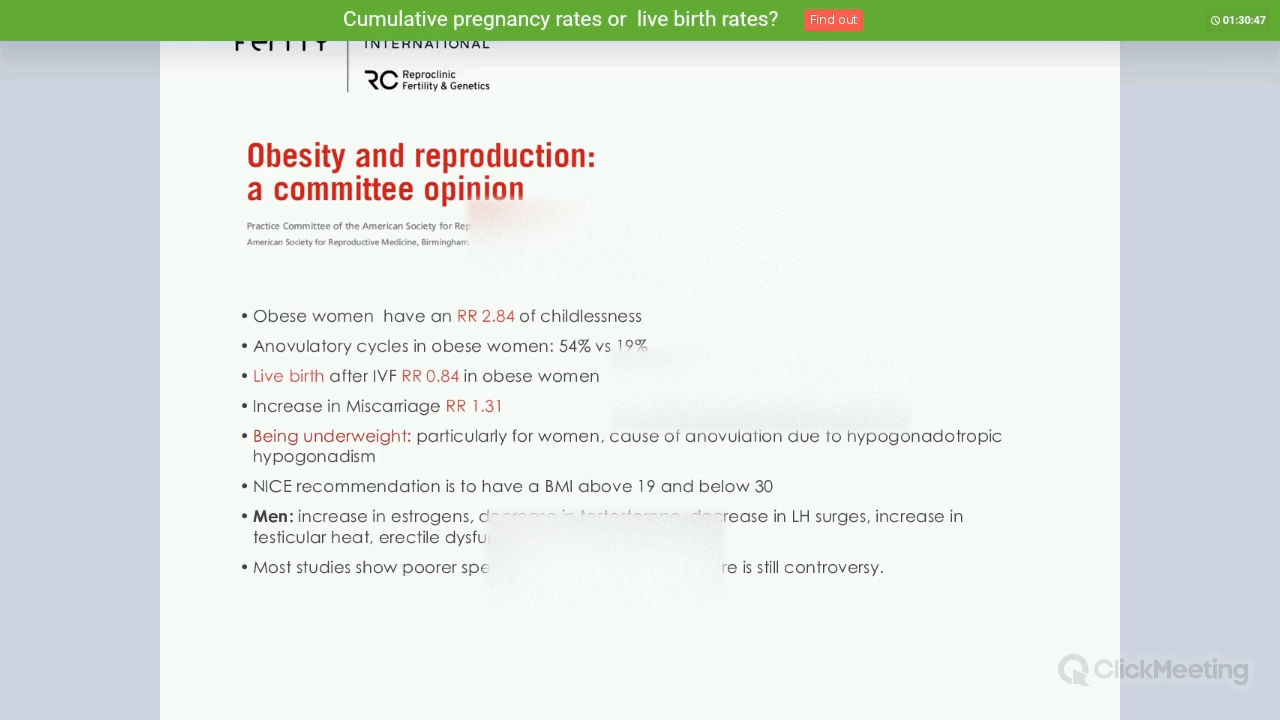 Cumulative pregnancy rates or live birth rates? Find out 01:30:47
INTERNATIONAL
RC Reproclinic
Fertility & Genetics
Obesity and reproduction:
a committee opinion
Practice Committee of the American Society for
American Society for Reproductive Medicine, Birmingham,
• Obese women have an RR 2.84 of childlessness
• Anovulatory cycles in obese women: 54% vs 19%
• Live birth after IVF RR 0.84 in obese women
• Increase in Miscarriage RR 1.31
• Being underweight: particularly for women, cause of anovulation due to hypogonadotropic
hypogonadism
• NICE recommendation is to have a BMI above 19 and below 30
• Men: increase in estrogens, decrease in testosterone, decrease in LH surges, increase in
testicular heat, erectile
• Most studies show poorer is still controversy.
ClickMeeting